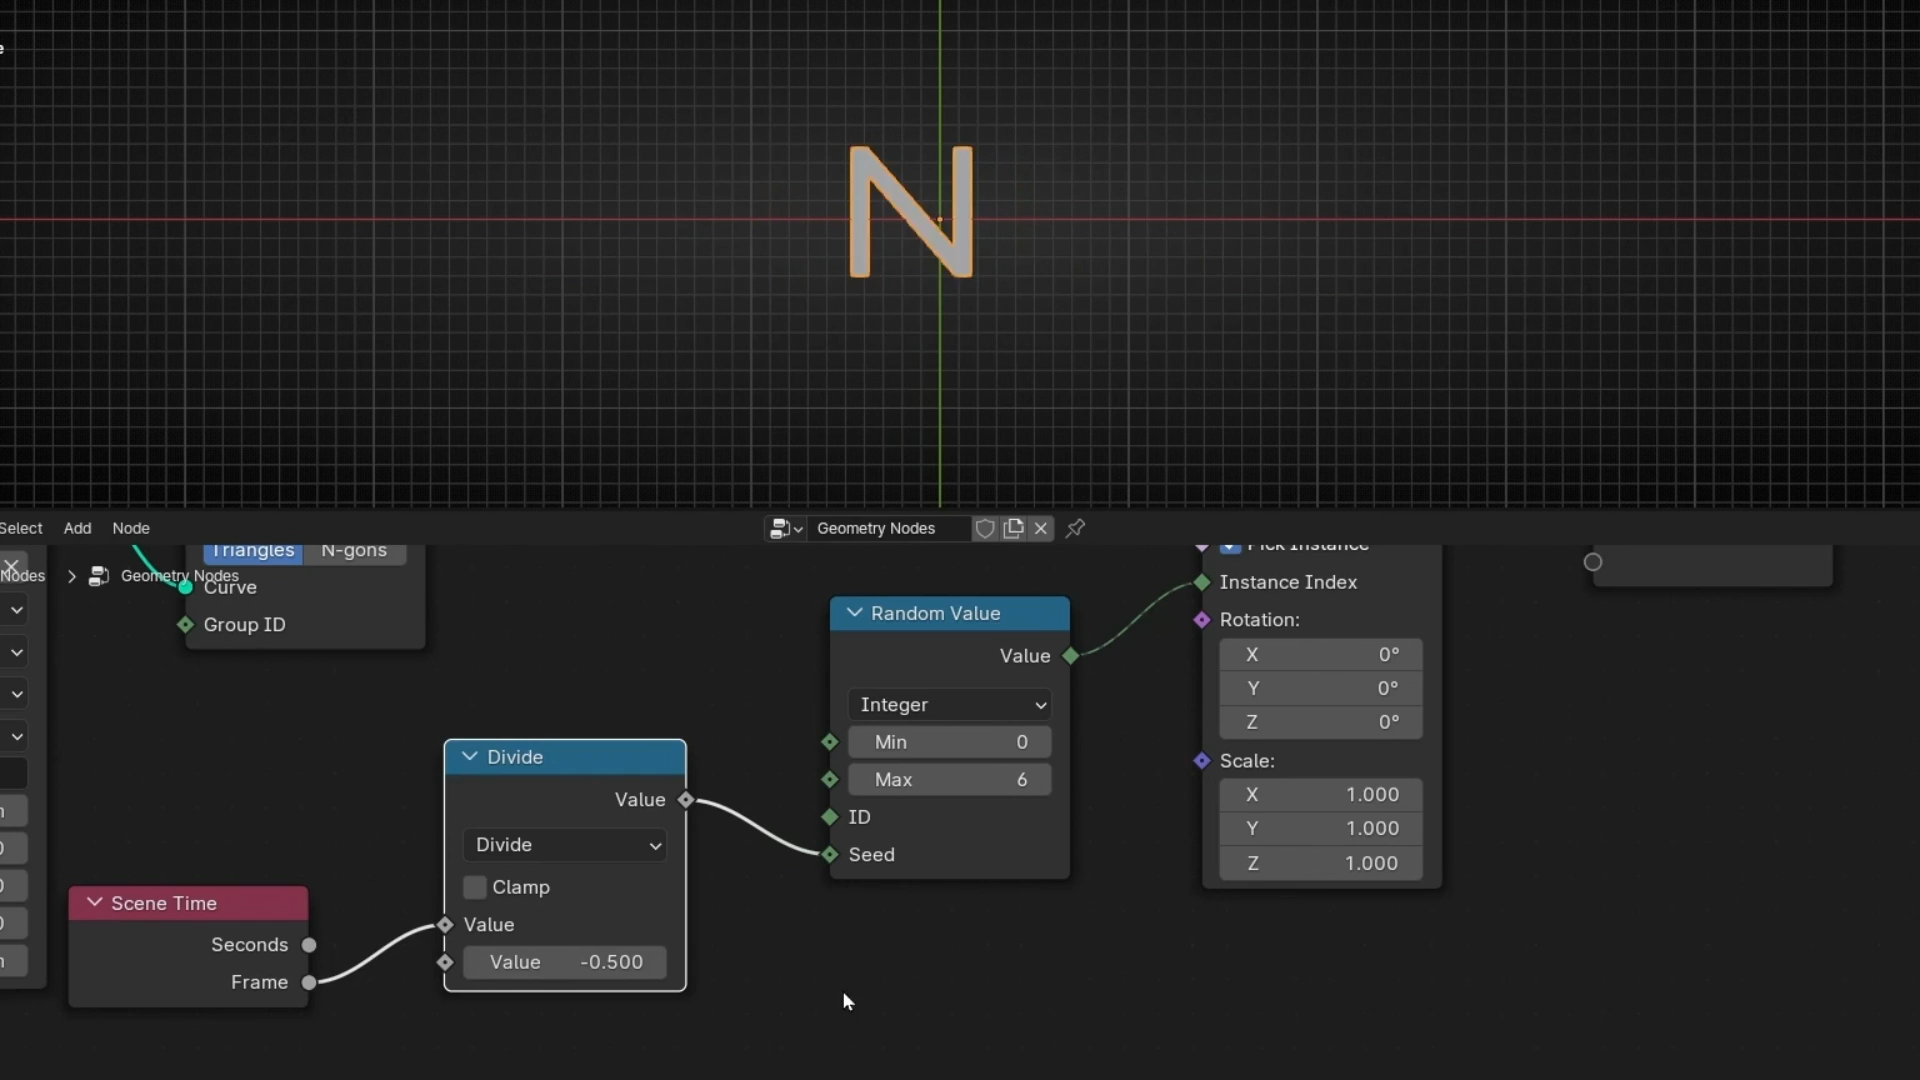 e
N
Select Add Node Geometry Nodes
Triangles N-gons
Nodes > Geometry Nodes
Curve
Group ID
Pick Instance
Instance Index
Rotation:
X 0°
Y 0°
Z 0°
Scale:
X 1.000
Y 1.000
Z 1.000
Random Value
Value
Integer
Min 0
Max 6
ID
Seed
Divide
Value
Divide
Clamp
Value
Value -0.500
Scene Time
Seconds
Frame